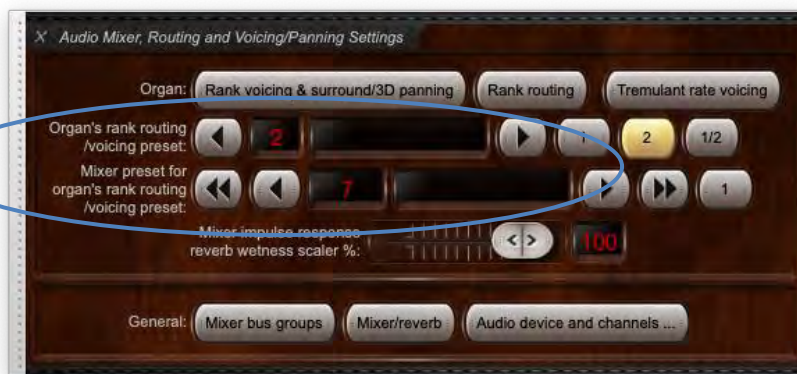 X Audio Mixer, Routing and Voicing/Panning Settings
Organ: Rank voicing & surround/3D panning Rank routing Tremulant rate voicing
Organ's rank routing
/voicing preset: 2 1 2 1/2
Mixer preset for
organ's rank routing
/voicing preset: 7 1
Mixer impulse response
reverb wetness scaler %: < > 100
General: Mixer bus groups Mixer/reverb Audio device and channels ...